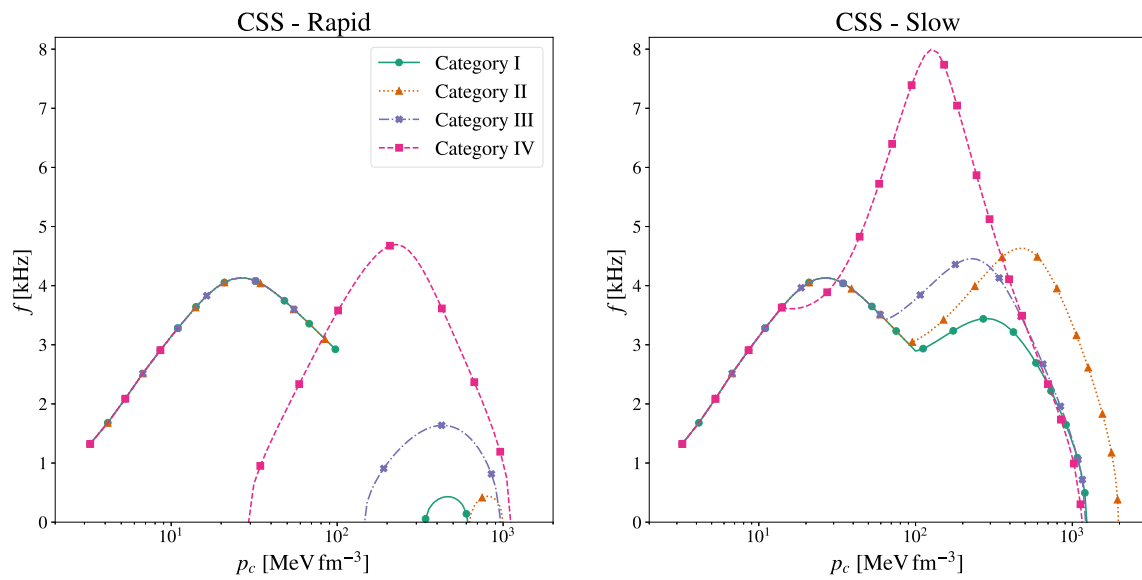 CSS - Rapid
f [kHz]
8
7
6
5
4
3
2
1
0
10¹
10²
10³
p_c [MeV fm⁻³]
Category I
Category II
Category III
Category IV
CSS - Slow
f [kHz]
8
7
6
5
4
3
2
1
0
10¹
10²
10³
p_c [MeV fm⁻³]